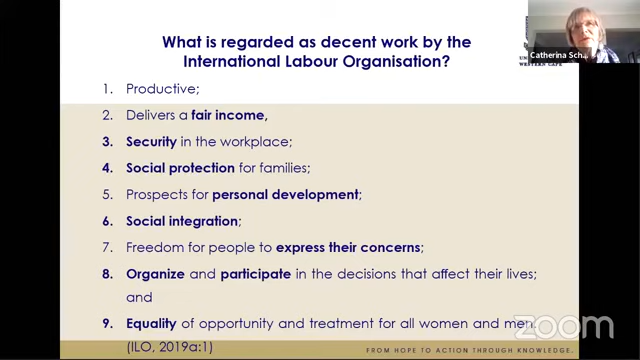 What is regarded as decent work by the
International Labour Organisation?
1. Productive;
2. Delivers a fair income,
3. Security in the workplace;
4. Social protection for families;
5. Prospects for personal development;
6. Social integration;
7. Freedom for people to express their concerns;
8. Organize and participate in the decisions that affect their lives;
and
9. Equality of opportunity and treatment for all women and men.
(ILO, 2019a:1)
Catherina Sch...
WESTERN CAPE
zoom
FROM HOPE TO ACTION THROUGH KNOWLEDGE.